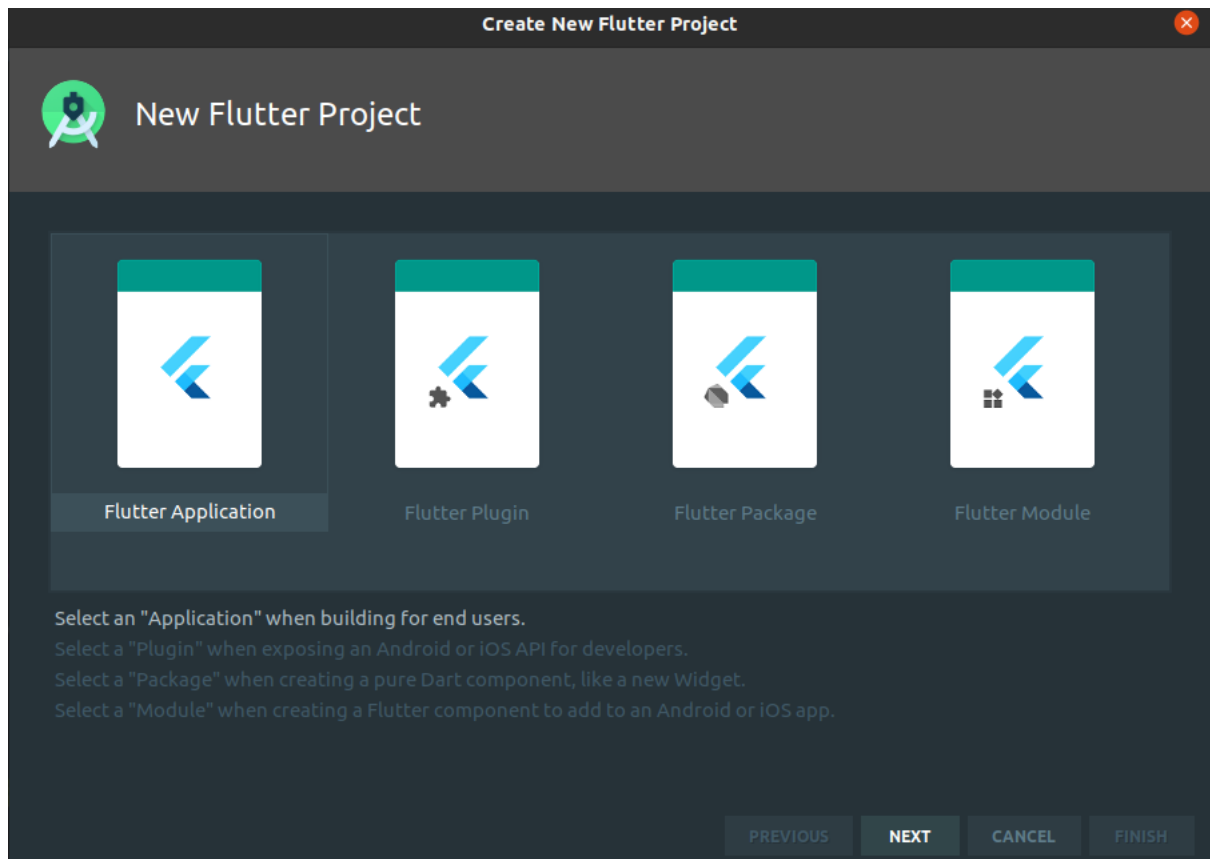 Create New Flutter Project
New Flutter Project
Flutter Application
Flutter Plugin
Flutter Package
Flutter Module
Select an "Application" when building for end users.
Select a "Plugin" when exposing an Android or iOS API for developers.
Select a "Package" when creating a pure Dart component, like a new Widget.
Select a "Module" when creating a Flutter component to add to an Android or iOS app.
PREVIOUS
NEXT
CANCEL
FINISH